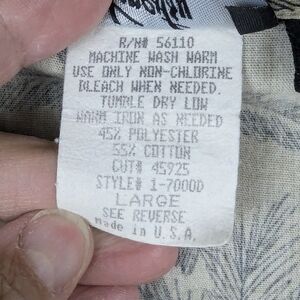 R/N# 56110
MACHINE WASH WARM
USE ONLY NON-CHLORINE
BLEACH WHEN NEEDED.
TUMBLE DRY LOW
WARM IRON AS NEEDED
45% POLYESTER
55% COTTON
CUT# 45925
STYLE# 1-7000D
LARGE
SEE REVERSE
Made in U.S.A.